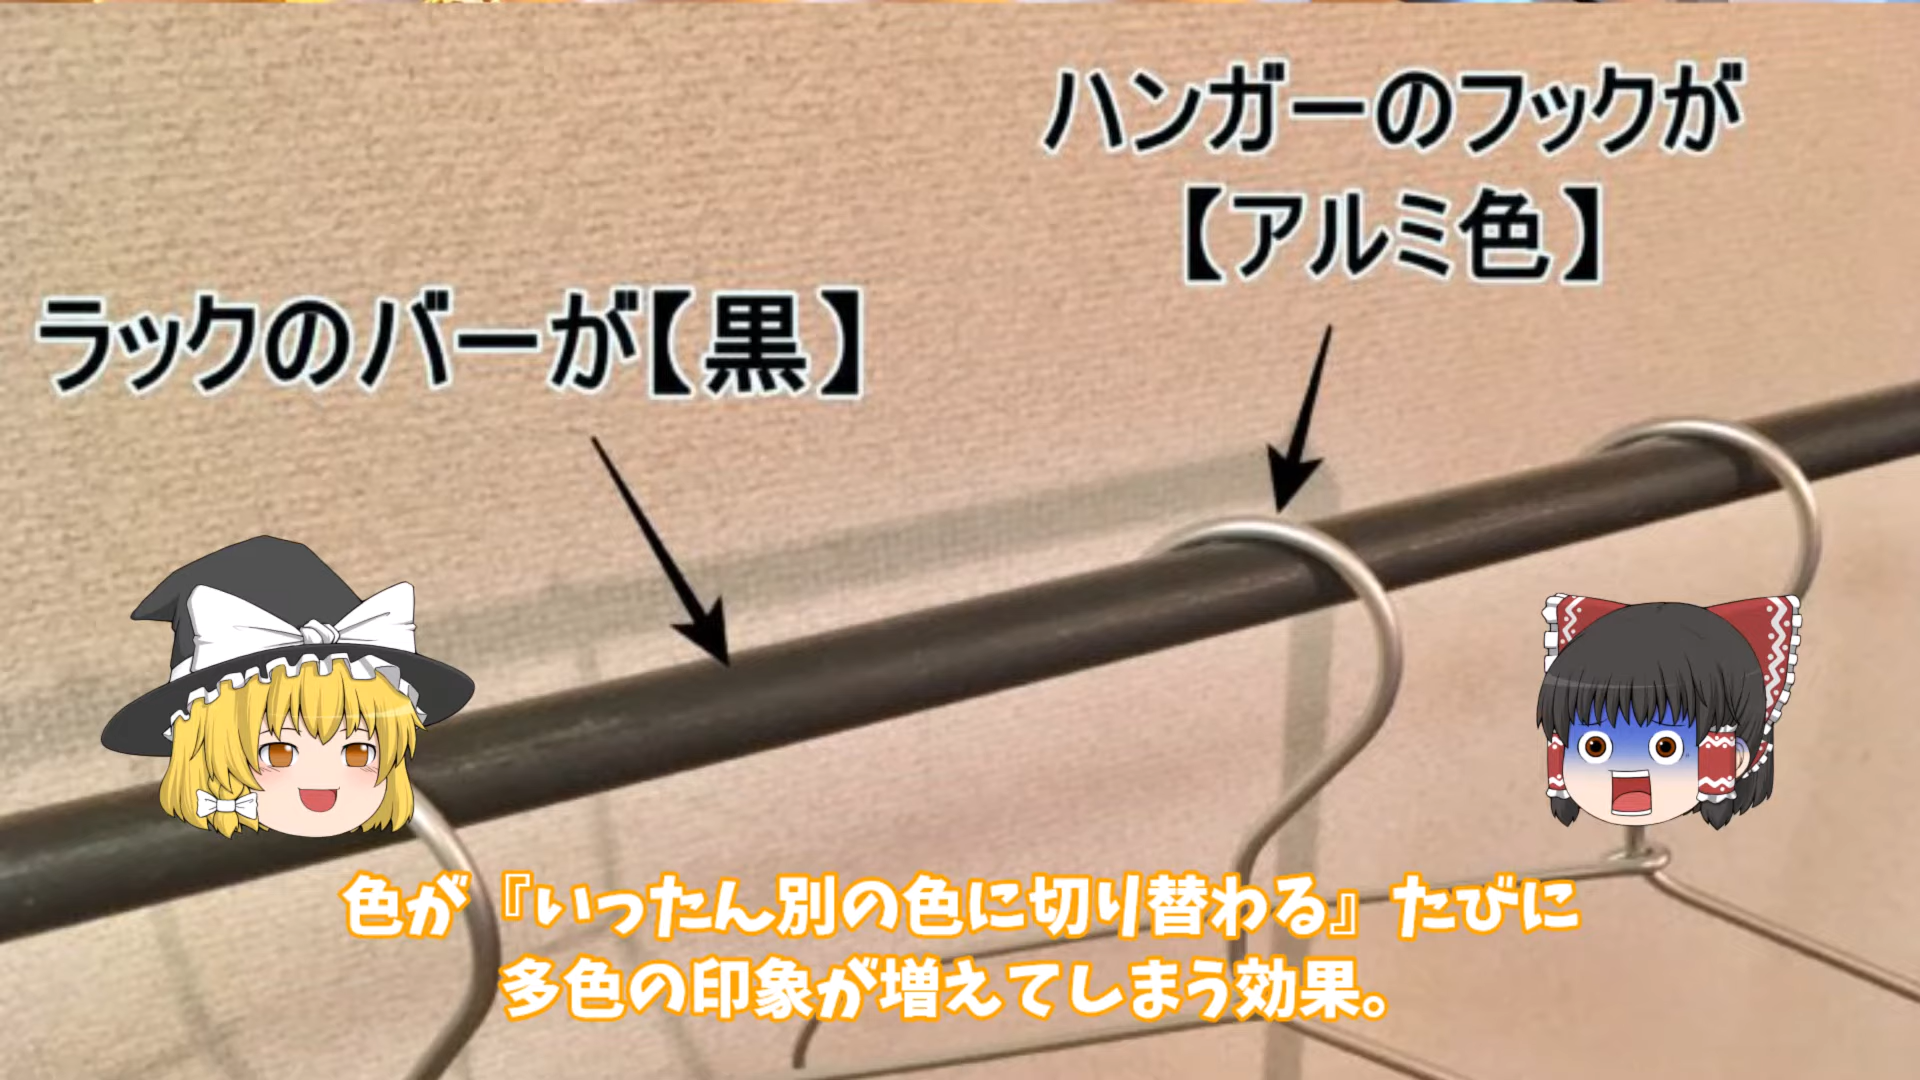 ハンガーのフックが
【アルミ色】
ラックのバーが【黒】
色が『いったん別の色に切り替わる』たびに
多色の印象が増えてしまう効果。